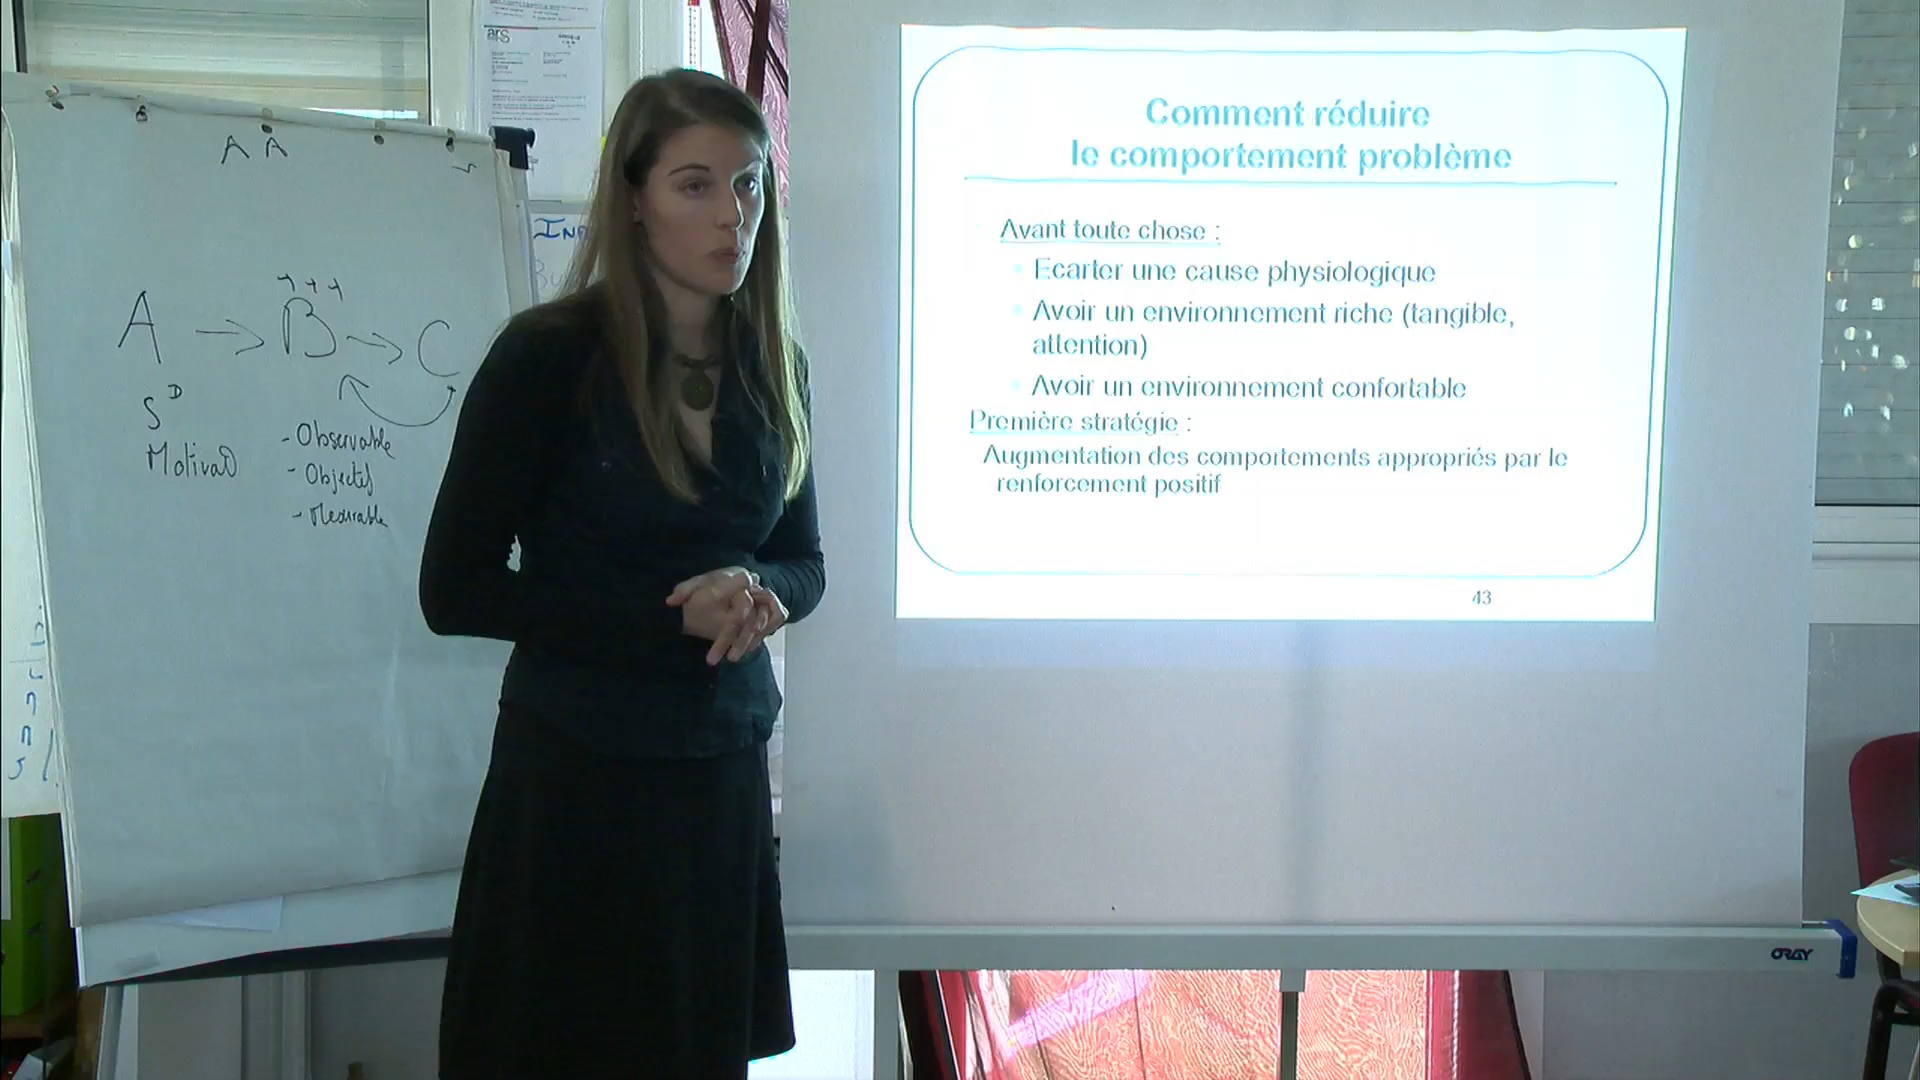 A A
+++
A → B → C
S D
Motivat
- Observable
- Objectif
- Mesurable
ars
Comment réduire
le comportement problème
Avant toute chose :
Ecarter une cause physiologique
Avoir un environnement riche (tangible,
attention)
Avoir un environnement confortable
Première stratégie :
Augmentation des comportements appropriés par le
renforcement positif
43
ORAY